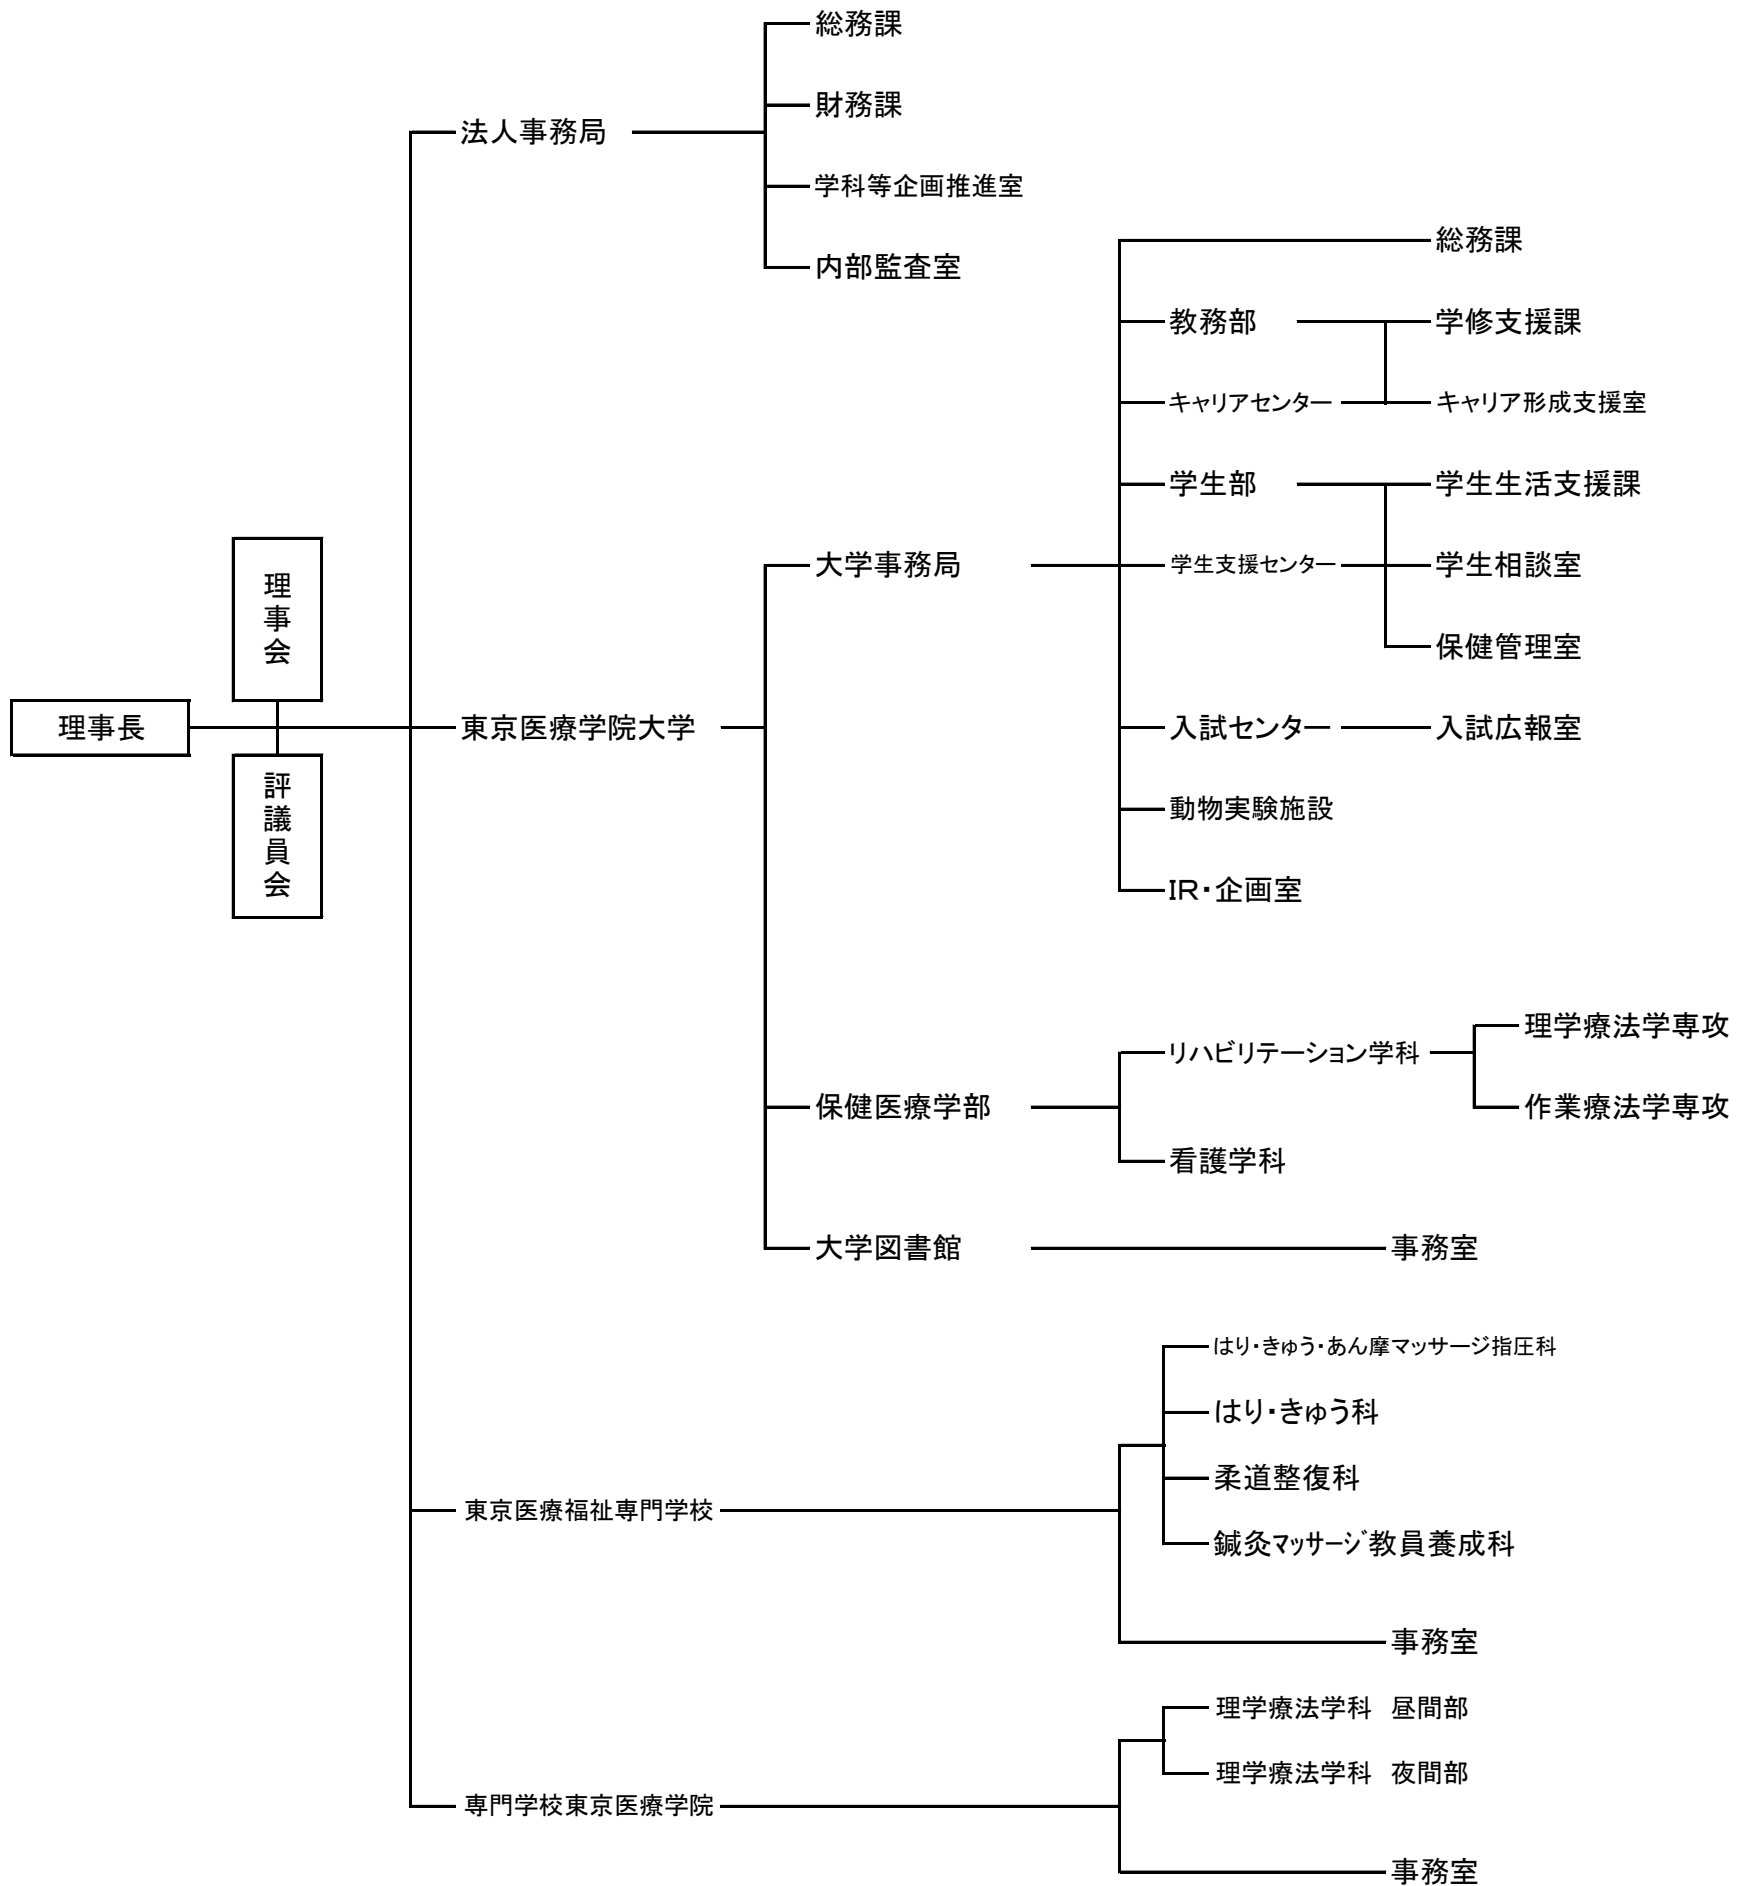 総務課
財務課
法人事務局
学科等企画推進室
内部監査室
総務課
教務部
学修支援課
キャリアセンター
キャリア形成支援室
学生部
学生生活支援課
大学事務局
学生支援センター
学生相談室
保健管理室
理事会
理事長
東京医療学院大学
入試センター
入試広報室
評議員会
動物実験施設
IR・企画室
理学療法学専攻
リハビリテーション学科
保健医療学部
作業療法学専攻
看護学科
大学図書館
事務室
はり・きゅう・あん摩マッサージ指圧科
はり・きゅう科
柔道整復科
東京医療福祉専門学校
鍼灸ﾏｯｻｰｼﾞ教員養成科
事務室
理学療法学科　昼間部
理学療法学科　夜間部
専門学校東京医療学院
事務室